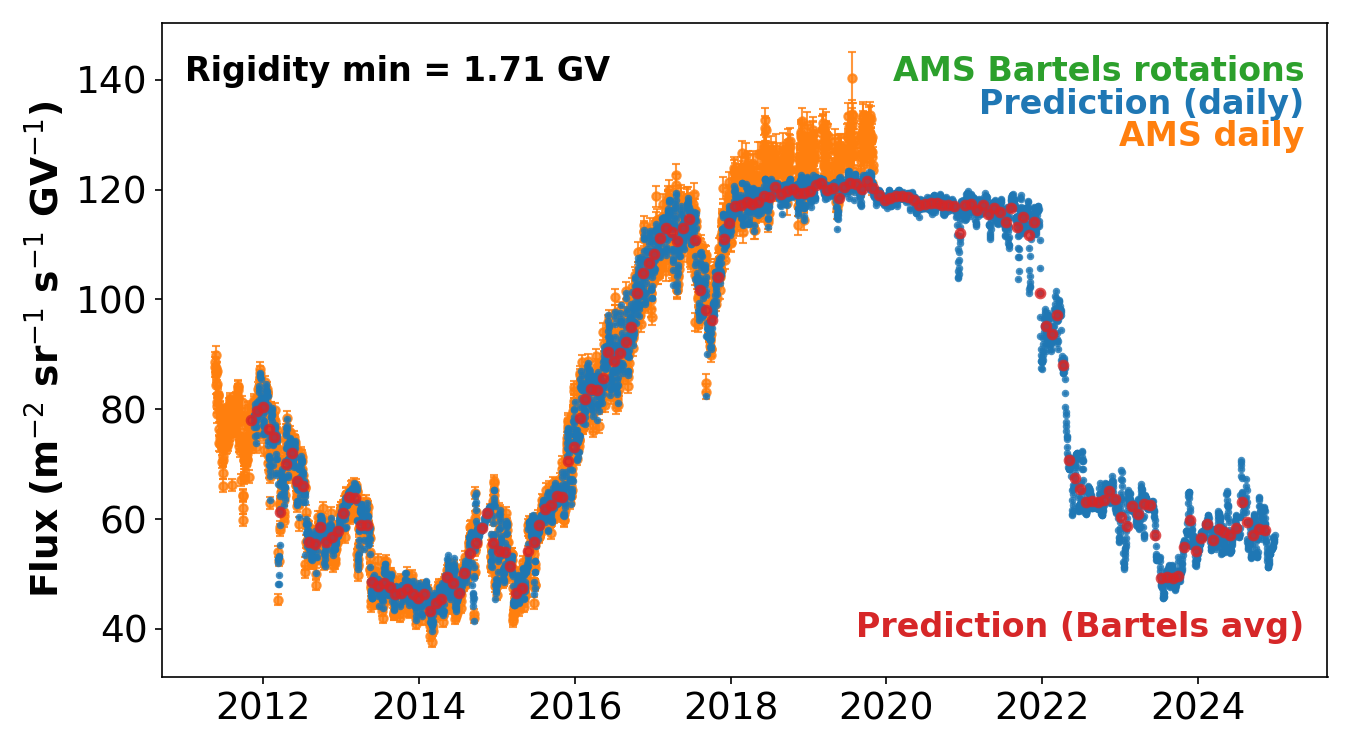 Rigidity min = 1.71 GV
AMS Bartels rotations
Prediction (daily)
AMS daily
Prediction (Bartels avg)
Flux (m⁻² sr⁻¹ s⁻¹ GV⁻¹)
140
120
100
80
60
40
2012 2014 2016 2018 2020 2022 2024